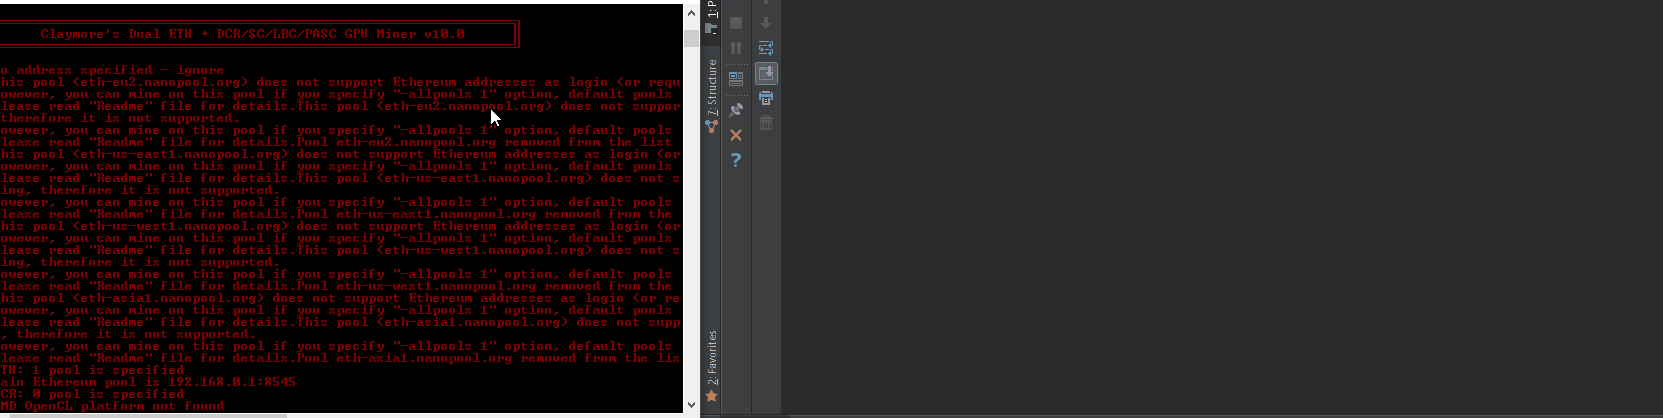 Claymore's Dual ETH + DCR/SC/LBC/PASC GPU Miner v10.0
o address specified - ignore
his pool (eth-eu2.nanopool.org) does not support Ethereum addresses as login (or requ
owever, you can mine on this pool if you specify "-allpools 1" option, default pools
lease read "Readme" file for details.This pool (eth-eu2.nanopool.org) does not suppor
therefore it is not supported.
owever, you can mine on this pool if you specify "-allpools 1" option, default pools
lease read "Readme" file for details.Pool eth-eu2.nanopool.org removed from the list
his pool (eth-us-east1.nanopool.org) does not support Ethereum addresses as login (or
owever, you can mine on this pool if you specify "-allpools 1" option, default pools
lease read "Readme" file for details.This pool (eth-us-east1.nanopool.org) does not s
ing, therefore it is not supported.
owever, you can mine on this pool if you specify "-allpools 1" option, default pools
lease read "Readme" file for details.Pool eth-us-east1.nanopool.org removed from the
his pool (eth-us-west1.nanopool.org) does not support Ethereum addresses as login (or
owever, you can mine on this pool if you specify "-allpools 1" option, default pools
lease read "Readme" file for details.This pool (eth-us-west1.nanopool.org) does not s
ing, therefore it is not supported.
owever, you can mine on this pool if you specify "-allpools 1" option, default pools
lease read "Readme" file for details.Pool eth-us-west1.nanopool.org removed from the
his pool (eth-asia1.nanopool.org) does not support Ethereum addresses as login (or re
owever, you can mine on this pool if you specify "-allpools 1" option, default pools
lease read "Readme" file for details.This pool (eth-asia1.nanopool.org) does not supp
, therefore it is not supported.
owever, you can mine on this pool if you specify "-allpools 1" option, default pools
lease read "Readme" file for details.Pool eth-asia1.nanopool.org removed from the lis
TH: 1 pool is specified
ain Ethereum pool is 192.168.0.1:8545
CR: 0 pool is specified
MD OpenCL platform not found
1: P
7: Structure
2: Favorites